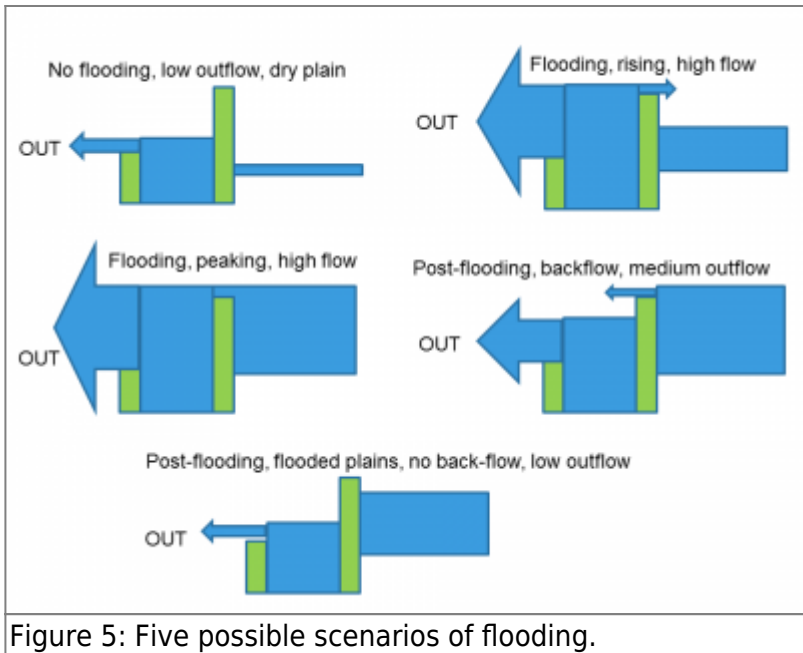 No flooding, low outflow, dry plain
OUT
Flooding, rising, high flow
OUT
Flooding, peaking, high flow
OUT
Post-flooding, backflow, medium outflow
OUT
Post-flooding, flooded plains, no back-flow, low outflow
OUT
Figure 5: Five possible scenarios of flooding.